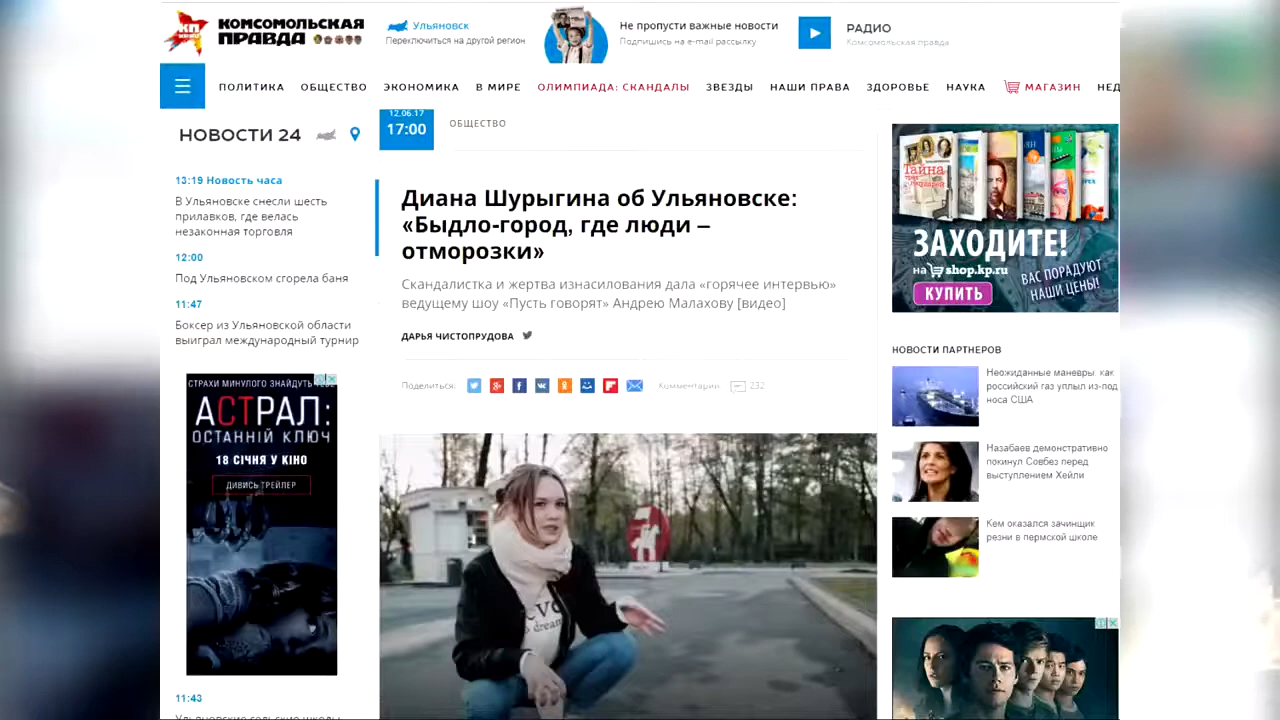 КОМСОМОЛЬСКАЯ
ПРАВДА
Ульяновск
Переключиться на другой регион
Не пропусти важные новости
Подпишись на e-mail рассылку
РАДИО
Комсомольская правда
ПОЛИТИКА ОБЩЕСТВО ЭКОНОМИКА В МИРЕ ОЛИМПИАДА: СКАНДАЛЫ ЗВЕЗДЫ НАШИ ПРАВА ЗДОРОВЬЕ НАУКА МАГАЗИН НЕД
НОВОСТИ 24
13:19 Новость часа
В Ульяновске снесли шесть
прилавков, где велась
незаконная торговля
12:00
Под Ульяновском сгорела баня
11:47
Боксер из Ульяновской области
выиграл международный турнир
СТРАХИ МИНУЛОГО ЗНАЙДУТЬ
АСТРАЛ:
ОСТАННІЙ КЛЮЧ
18 СІЧНЯ У КІНО
ДИВИСЬ ТРЕЙЛЕР
11:43
Ульяновские сельские школы
12.06.17
17:00
ОБЩЕСТВО
Диана Шурыгина об Ульяновске:
«Быдло-город, где люди –
отморозки»
Скандалистка и жертва изнасилования дала «горячее интервью»
ведущему шоу «Пусть говорят» Андрею Малахову [видео]
ДАРЬЯ ЧИСТОПРУДОВА
Поделиться:
Комментарии 232
Тайна
ЗАХОДИТЕ!
на shop.kp.ru
КУПИТЬ
ВАС ПОРАДУЮТ
НАШИ ЦЕНЫ!
НОВОСТИ ПАРТНЕРОВ
Неожиданные маневры: как
российский газ уплыл из-под
носа США
Назабаев демонстративно
покинул Совбез перед
выступлением Хейли
Кем оказался зачинщик
резни в пермской школе